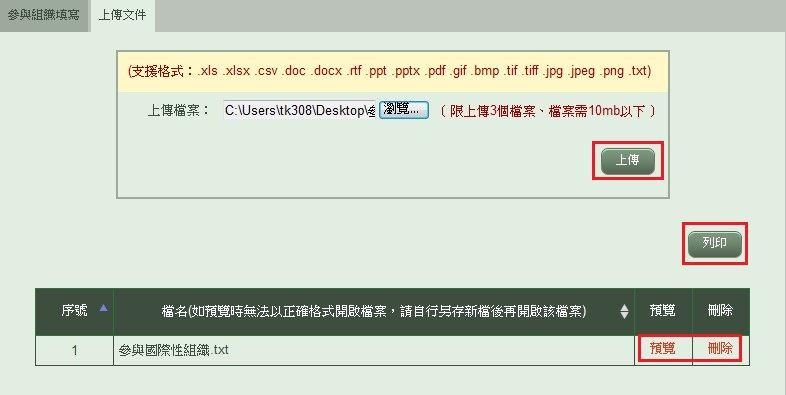 參與組織填寫 上傳文件
(支援格式：.xls .xlsx .csv .doc .docx .rtf .ppt .pptx .pdf .gif .bmp .tif .tiff .jpg .jpeg .png .txt)
上傳檔案： C:\Users\tk308\Desktop\參 瀏覽... （ 限上傳3個檔案、檔案需10mb以下 ）
上傳
列印
序號 檔名(如預覽時無法以正確格式開啟檔案，請自行另存新檔後再開啟該檔案) 預覽 刪除
1 參與國際性組織.txt 預覽 刪除